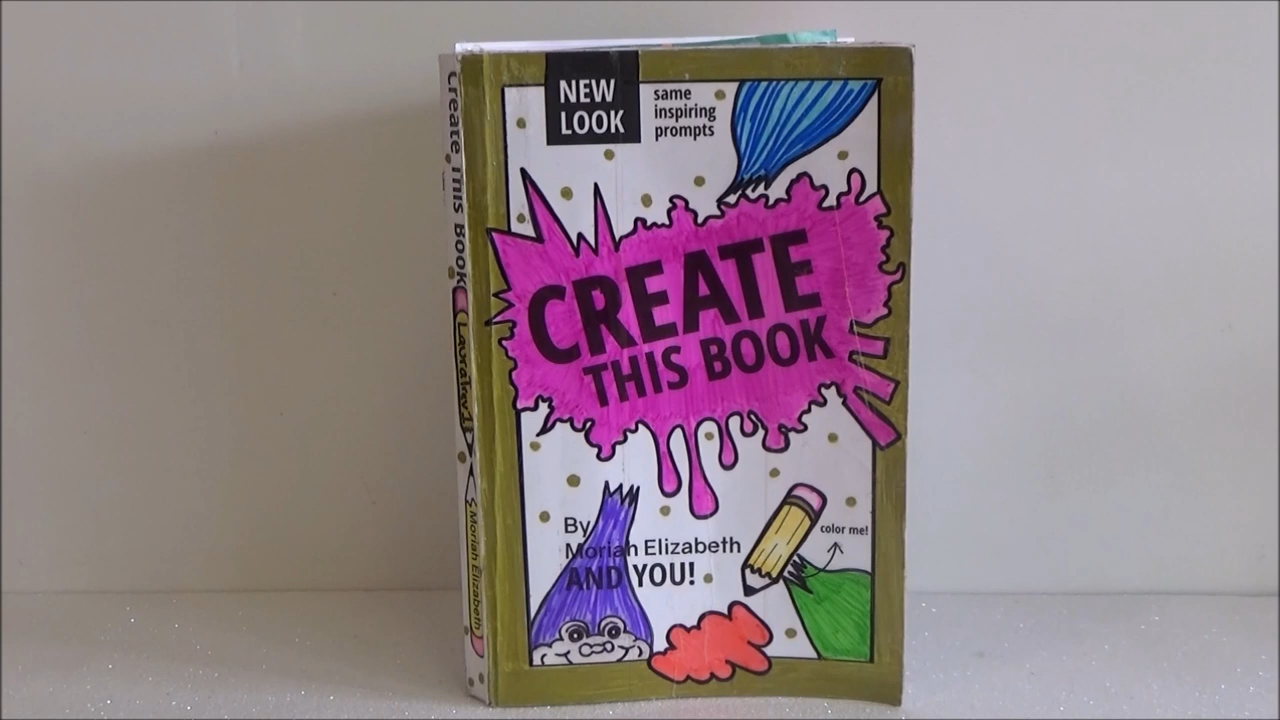 NEW
LOOK
same
inspiring
prompts
CREATE
THIS BOOK
By
Moriah Elizabeth
AND YOU!
color me!
Create This Book
Moriah Elizabeth